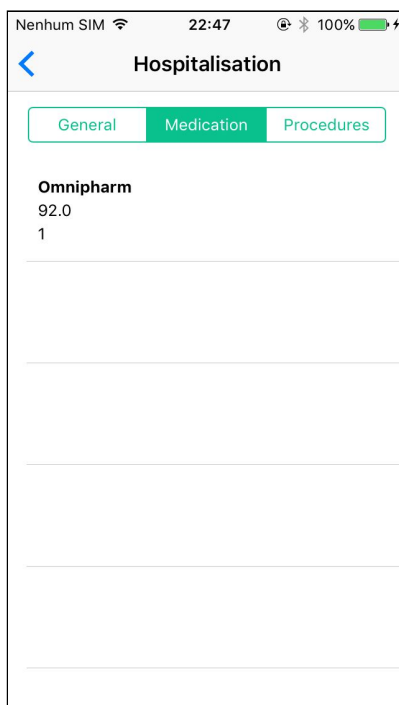 Nenhum SIM 22:47 100%
Hospitalisation
General Medication Procedures
Omnipharm
92.0
1